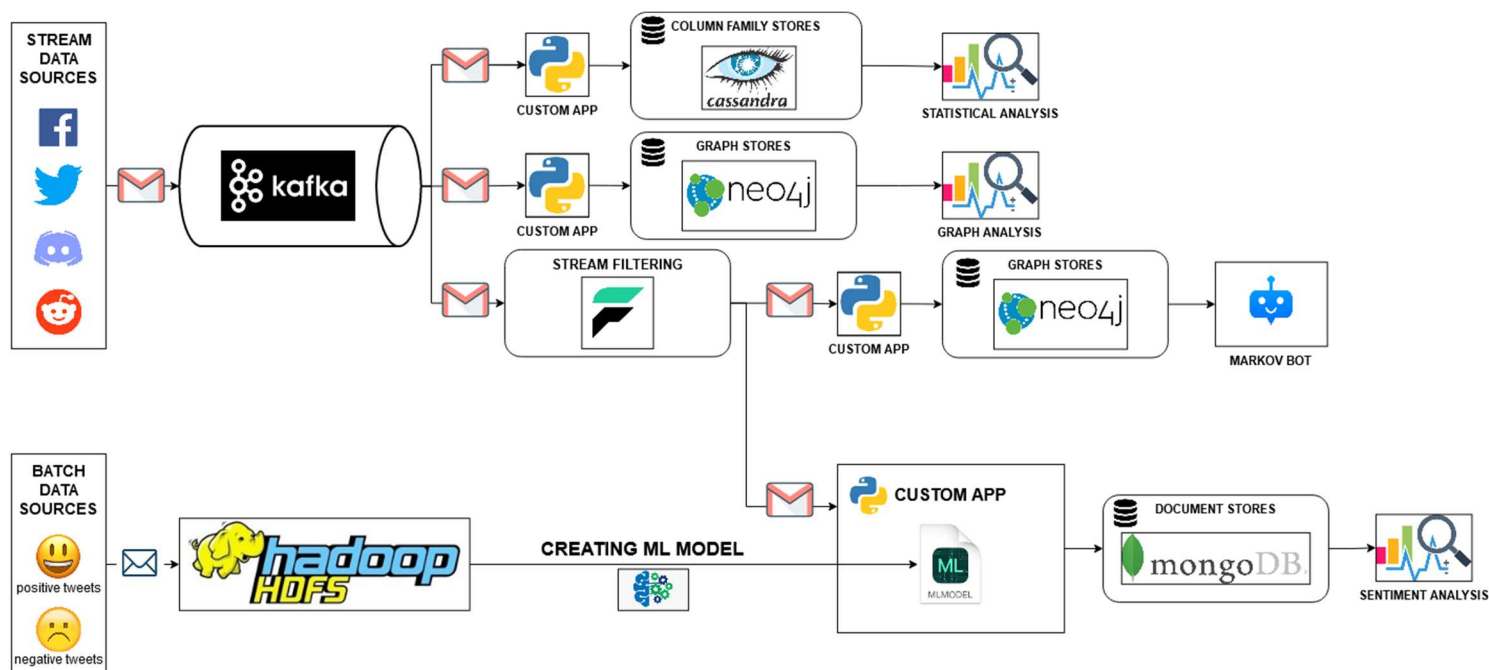 STREAM DATA
SOURCES
kafka
CUSTOM APP
COLUMN FAMILY STORES
cassandra
STATISTICAL ANALYSIS
CUSTOM APP
GRAPH STORES
neo4j
GRAPH ANALYSIS
STREAM FILTERING
CUSTOM APP
GRAPH STORES
neo4j
MARKOV BOT
BATCH
DATA
SOURCES
positive tweets
negative tweets
hadoop
HDFS
CREATING ML MODEL
CUSTOM APP
ML
MLMODEL
DOCUMENT STORES
mongoDB
SENTIMENT ANALYSIS